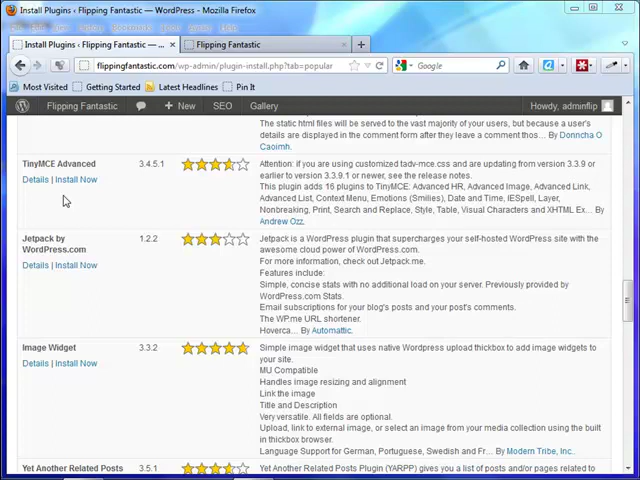 Install Plugins ‹ Flipping Fantastic — WordPress - Mozilla Firefox
Install Plugins ‹ Flipping Fantastic — ...
Flipping Fantastic
flippingfantastic.com/wp-admin/plugin-install.php?tab=popular
Google
Most Visited
Getting Started
Latest Headlines
Pin It
Flipping Fantastic
+ New
SEO
Gallery
Howdy, adminflip
The static html files will be served to the vast majority of your users, but because a user's
details are displayed in the comment form after they leave a comment thos... By Donncha O
Caoimh.
TinyMCE Advanced
3.4.5.1
Details | Install Now
Attention: if you are using customized tadv-mce.css and are updating from version 3.3.9 or
earlier to version 3.3.9.1 or newer, see the release notes.
This plugin adds 16 plugins to TinyMCE: Advanced HR, Advanced Image, Advanced Link,
Advanced List, Context Menu, Emotions (Smilies), Date and Time, IESpell, Layer,
Nonbreaking, Print, Search and Replace, Style, Table, Visual Characters and XHTML Ex... By
Andrew Ozz.
Jetpack by
WordPress.com
1.2.2
Details | Install Now
Jetpack is a WordPress plugin that supercharges your self-hosted WordPress site with the
awesome cloud power of WordPress.com.
For more information, check out Jetpack.me.
Features include:
Simple, concise stats with no additional load on your server. Previously provided by
WordPress.com Stats.
Email subscriptions for your blog's posts and your post's comments.
The WP.me URL shortener.
Hoverca... By Automattic.
Image Widget
3.3.2
Details | Install Now
Simple image widget that uses native Wordpress upload thickbox to add image widgets to
your site.
MU Compatible
Handles image resizing and alignment
Link the image
Title and Description
Very versatile. All fields are optional.
Upload, link to external image, or select an image from your media collection using the built
in thickbox browser.
Language Support for German, Portuguese, Swedish and Fr... By Modern Tribe, Inc..
Yet Another Related Posts
3.5.1
Yet Another Related Posts Plugin (YARPP) gives you a list of posts and/or pages related to